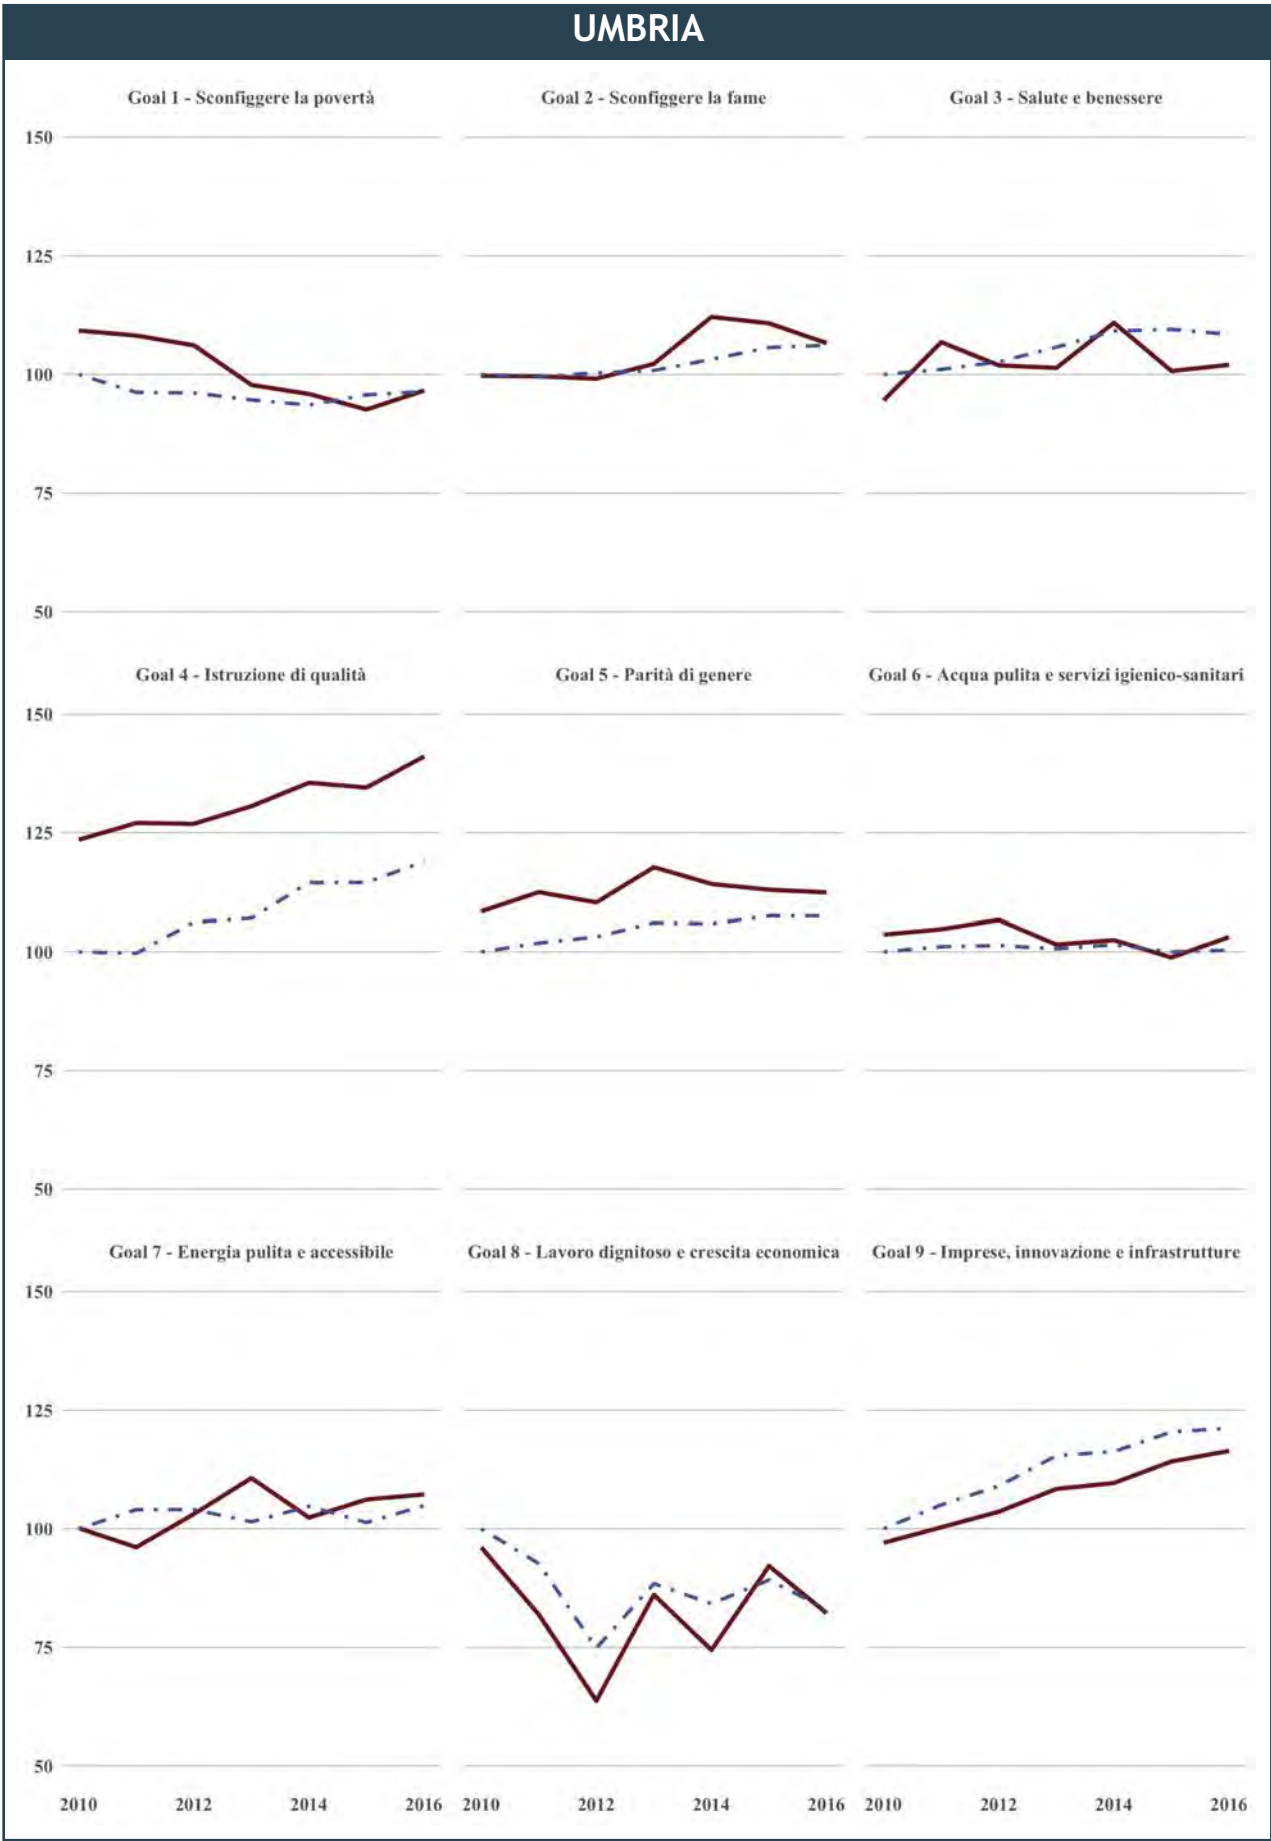 UMBRIA
Goal 1 - Sconfiggere la povertà
Goal 2 - Sconfiggere la fame
Goal 3 - Salute e benessere
150
125
100
75
50
Goal 4 - Istruzione di qualità
Goal 5 - Parità di genere
Goal 6 - Acqua pulita e servizi igienico-sanitari
150
125
100
75
50
Goal 7 - Energia pulita e accessibile
Goal 8 - Lavoro dignitoso e crescita economica
Goal 9 - Imprese, innovazione e infrastrutture
150
125
100
75
50
2010 2012 2014 2016
2010 2012 2014 2016
2010 2012 2014 2016